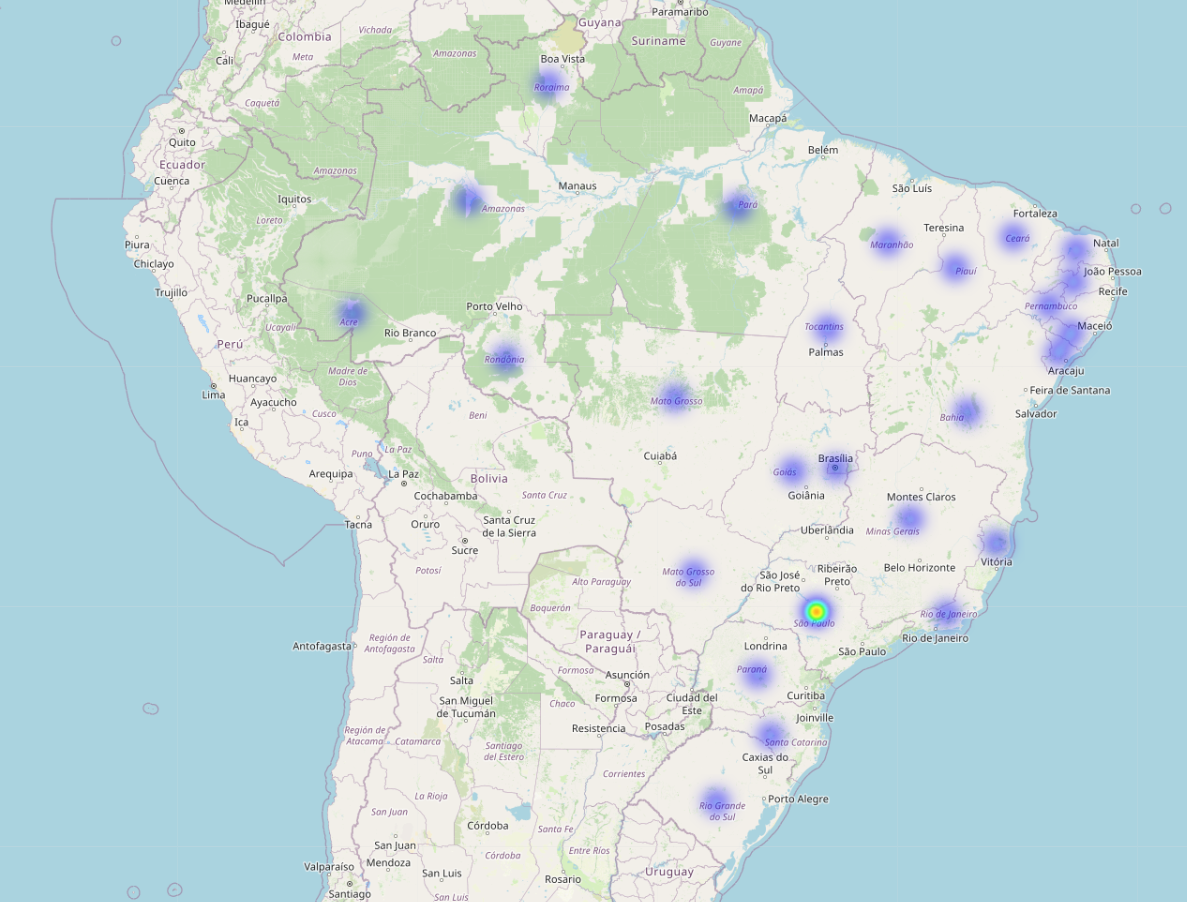 Medellín
Ibagué
Colombia
Vichada
Cali
Meta
Guyana
Paramaribo
Suriname
Guyane
Amazonas
Boa Vista
Roraima
Caquetá
Amapá
Macapá
Quito
Ecuador
Cuenca
Amazonas
Belém
Iquitos
Loreto
Manaus
Amazonas
Pará
São Luís
Fortaleza
Piura
Chiclayo
Maranhão
Teresina
Ceará
Natal
Piauí
João Pessoa
Trujillo
Pucallpa
Recife
Porto Velho
Pernambuco
Acre
Ucayali
Rio Branco
Tocantins
Maceió
Perú
Palmas
Rondônia
Madre de
Dios
Aracaju
Huancayo
Lima
Ayacucho
Feira de Santana
Mato Grosso
Cusco
Beni
Bahia
Salvador
Ica
La Paz
Puno
Cuiabá
Brasília
Arequipa
La Paz
Bolivia
Goiás
Cochabamba
Santa Cruz
Goiânia
Montes Claros
Tacna
Oruro
Santa Cruz
de la Sierra
Uberlândia
Minas Gerais
Sucre
Vitória
Potosí
Alto Paraguay
Mato Grosso
do Sul
São José
do Rio Preto
Ribeirão
Preto
Belo Horizonte
Boquerón
São Paulo
Rio de Janeiro
Rio de Janeiro
Antofagasta
Región de
Antofagasta
Paraguay /
Paraguái
Londrina
São Paulo
Salta
Formosa
Asunción
Paraná
Salta
Formosa
Ciudad del
Este
Curitiba
San Miguel
de Tucumán
Chaco
Joinville
Resistencia
Posadas
Región de
Atacama
Catamarca
Santiago
del Estero
Santa Catarina
Caxias do
Sul
Corrientes
La Rioja
Rio Grande
do Sul
Porto Alegre
San Juan
Córdoba
Santa Fe
San Juan
Mendoza
Córdoba
Entre Ríos
Valparaíso
San Luis
Rosario
Uruguay
Santiago
San Luis